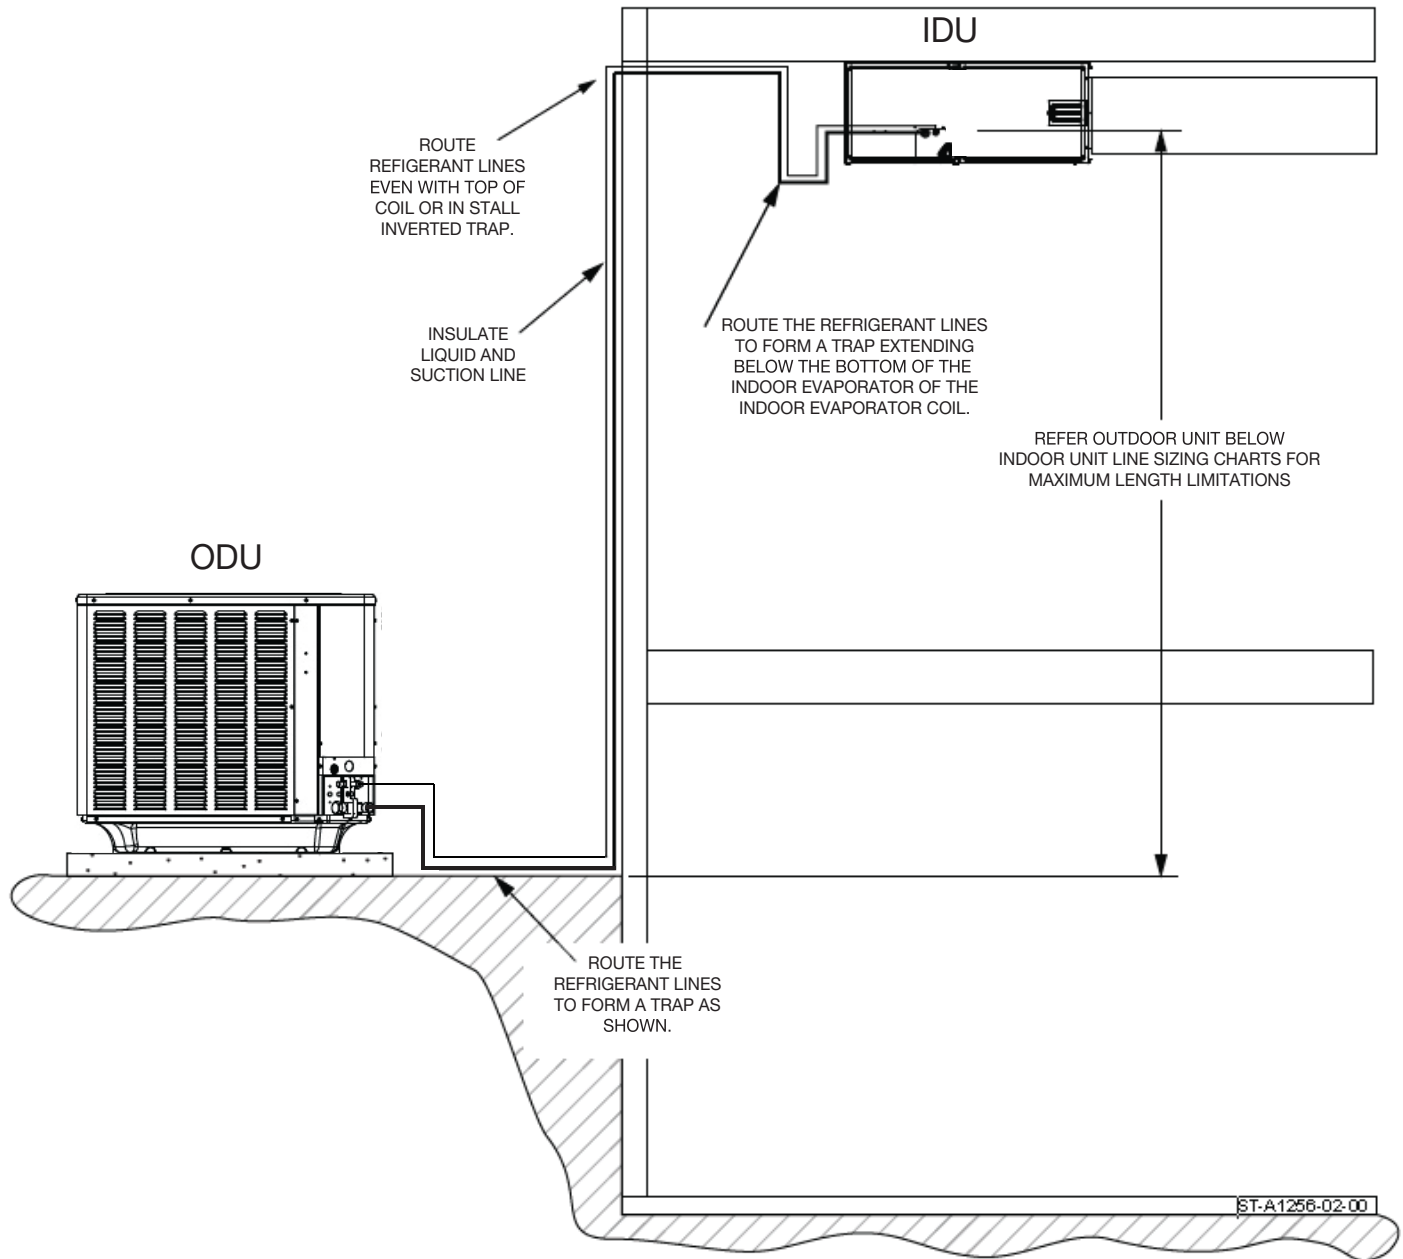 IDU
ROUTE
REFIGERANT LINES
EVEN WITH TOP OF
COIL OR IN STALL
INVERTED TRAP.
INSULATE
LIQUID AND
SUCTION LINE
ROUTE THE REFRIGERANT LINES
TO FORM A TRAP EXTENDING
BELOW THE BOTTOM OF THE
INDOOR EVAPORATOR OF THE
INDOOR EVAPORATOR COIL.
REFER OUTDOOR UNIT BELOW
INDOOR UNIT LINE SIZING CHARTS FOR
MAXIMUM LENGTH LIMITATIONS
ODU
ROUTE THE
REFRIGERANT LINES
TO FORM A TRAP AS
SHOWN.
ST-A1256-02-00